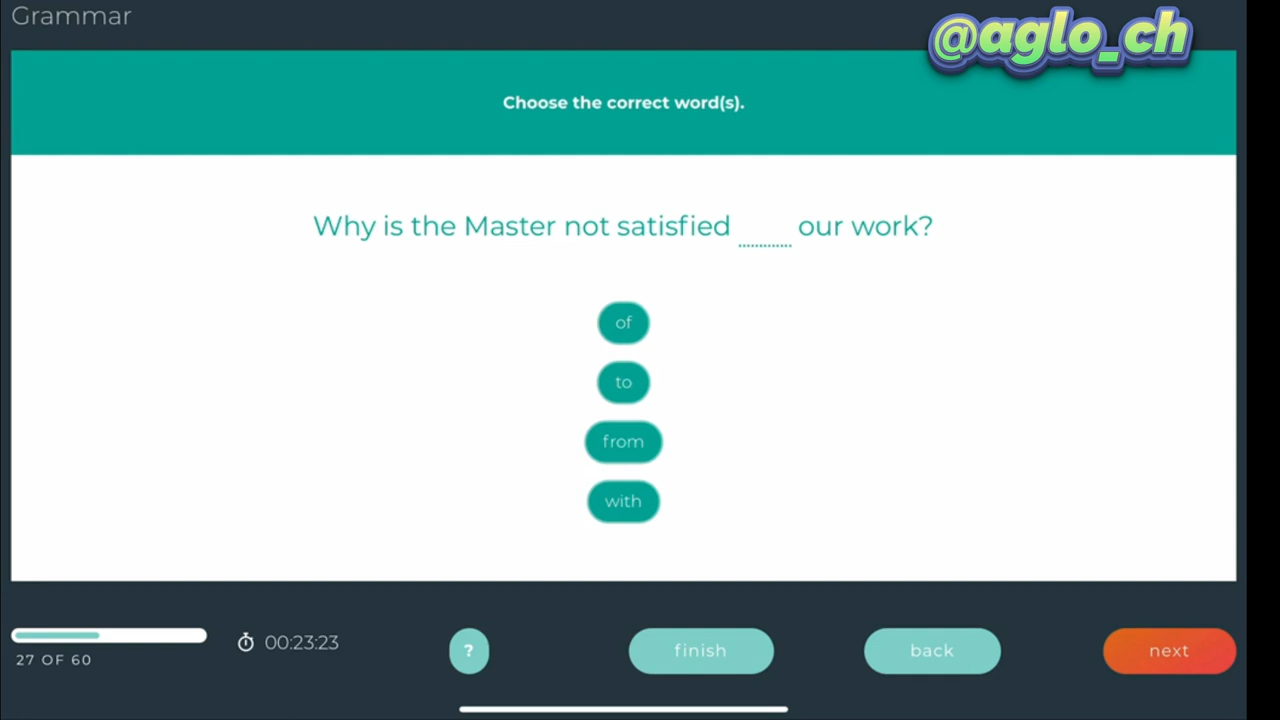 Grammar
@aglo_ch
Choose the correct word(s).
Why is the Master not satisfied ____ our work?
of
to
from
with
27 OF 60
00:23:23
?
finish
back
next